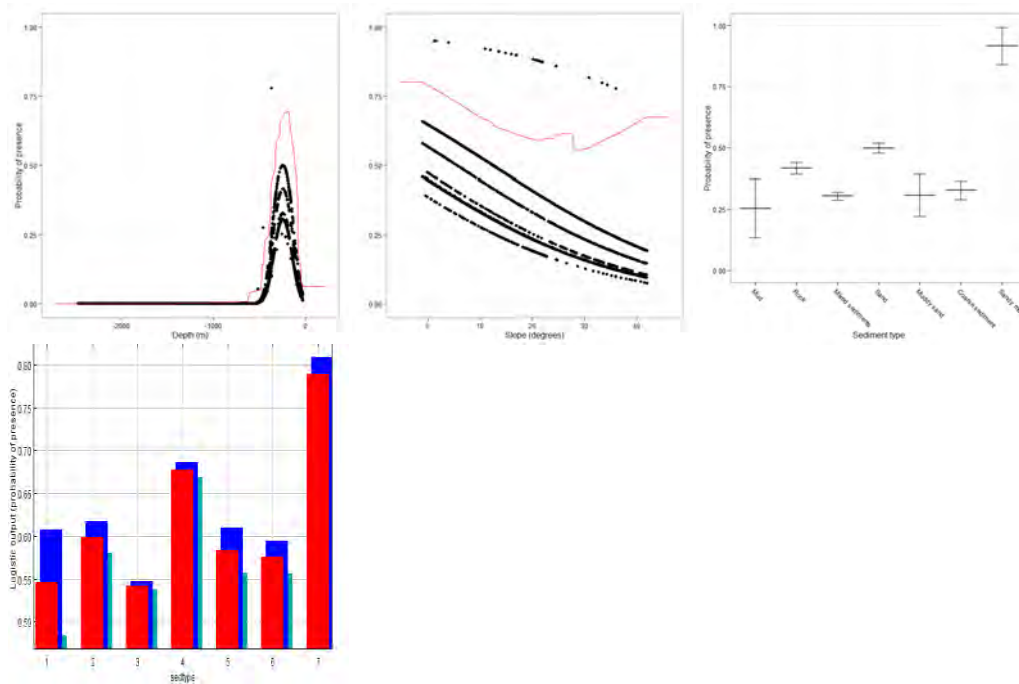 1.00
0.75
0.50
0.25
0.00
Probability of presence
-2000
-1000
0
Depth (m)
1.00
0.75
0.50
0.25
0.00
Probability of presence
0
10
20
30
40
Slope (degrees)
1.00
0.75
0.50
0.25
0.00
Probability of presence
Mud
Rock
Mixed sediments
Sand
Muddy sand
Coarse sediment
Sandy
Sediment type
0.80
0.75
0.70
0.65
0.60
0.55
0.50
Logistic output (probability of presence)
1
2
3
4
5
6
7
sedtype